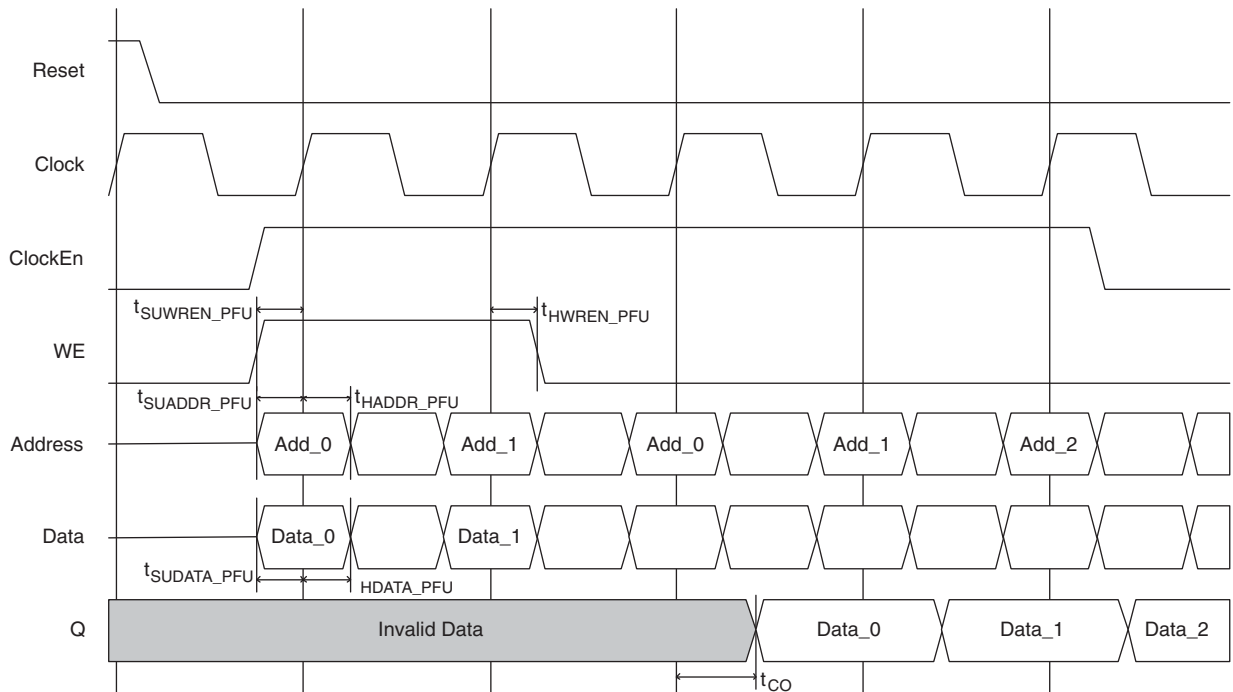 Reset
Clock
ClockEn
tSUWREN_PFU tHWREN_PFU
WE
tSUADDR_PFU tHADDR_PFU
Address Add_0 Add_1 Add_0 Add_1 Add_2
Data Data_0 Data_1
tSUDATA_PFU HDATA_PFU
Q Invalid Data Data_0 Data_1 Data_2
tCO